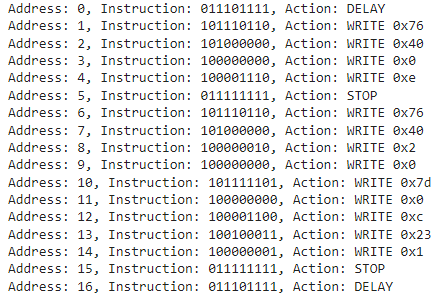 Address: 0, Instruction: 011101111, Action: DELAY
Address: 1, Instruction: 101110110, Action: WRITE 0x76
Address: 2, Instruction: 101000000, Action: WRITE 0x40
Address: 3, Instruction: 100000000, Action: WRITE 0x0
Address: 4, Instruction: 100001110, Action: WRITE 0xe
Address: 5, Instruction: 011111111, Action: STOP
Address: 6, Instruction: 101110110, Action: WRITE 0x76
Address: 7, Instruction: 101000000, Action: WRITE 0x40
Address: 8, Instruction: 100000010, Action: WRITE 0x2
Address: 9, Instruction: 100000000, Action: WRITE 0x0
Address: 10, Instruction: 101111101, Action: WRITE 0x7d
Address: 11, Instruction: 100000000, Action: WRITE 0x0
Address: 12, Instruction: 100001100, Action: WRITE 0xc
Address: 13, Instruction: 100100011, Action: WRITE 0x23
Address: 14, Instruction: 100000001, Action: WRITE 0x1
Address: 15, Instruction: 011111111, Action: STOP
Address: 16, Instruction: 011101111, Action: DELAY